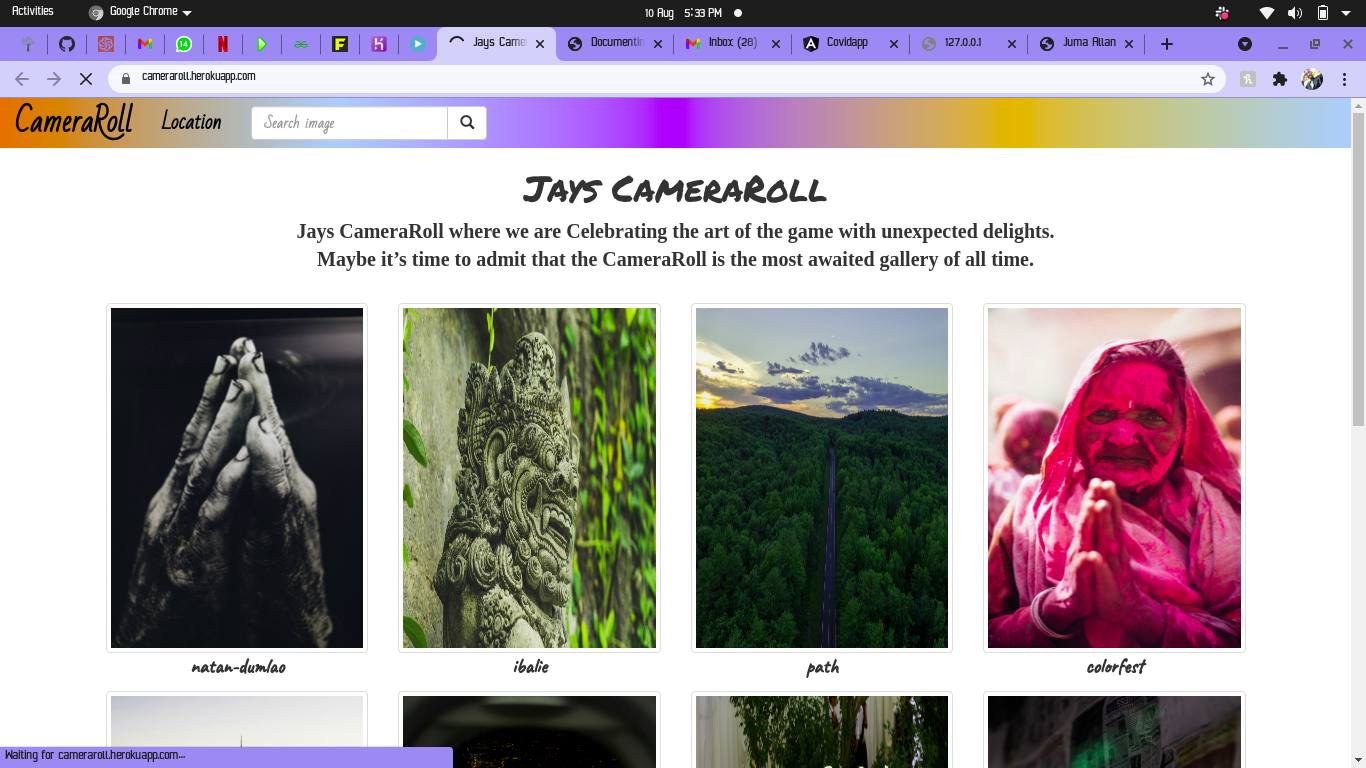 Activities
Google Chrome
10 Aug 5:33 PM
14
N
F
Jays Came
Documentin
Inbox (28)
Covidapp
127.0.0.1
Juma Allan
cameraroll.herokuapp.com
CameraRoll
Location
Search image
Jays CameraRoll
Jays CameraRoll where we are Celebrating the art of the game with unexpected delights.
Maybe it’s time to admit that the CameraRoll is the most awaited gallery of all time.
natan-dumlao
ibalie
path
colorfest
Waiting for cameraroll.herokuapp.com...